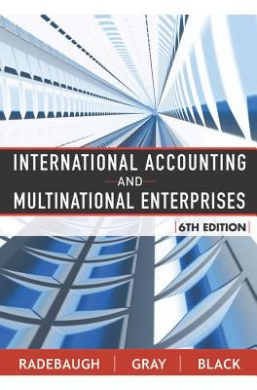 INTERNATIONAL ACCOUNTING
AND
MULTINATIONAL ENTERPRISES
6TH EDITION
RADEBAUGH | GRAY | BLACK